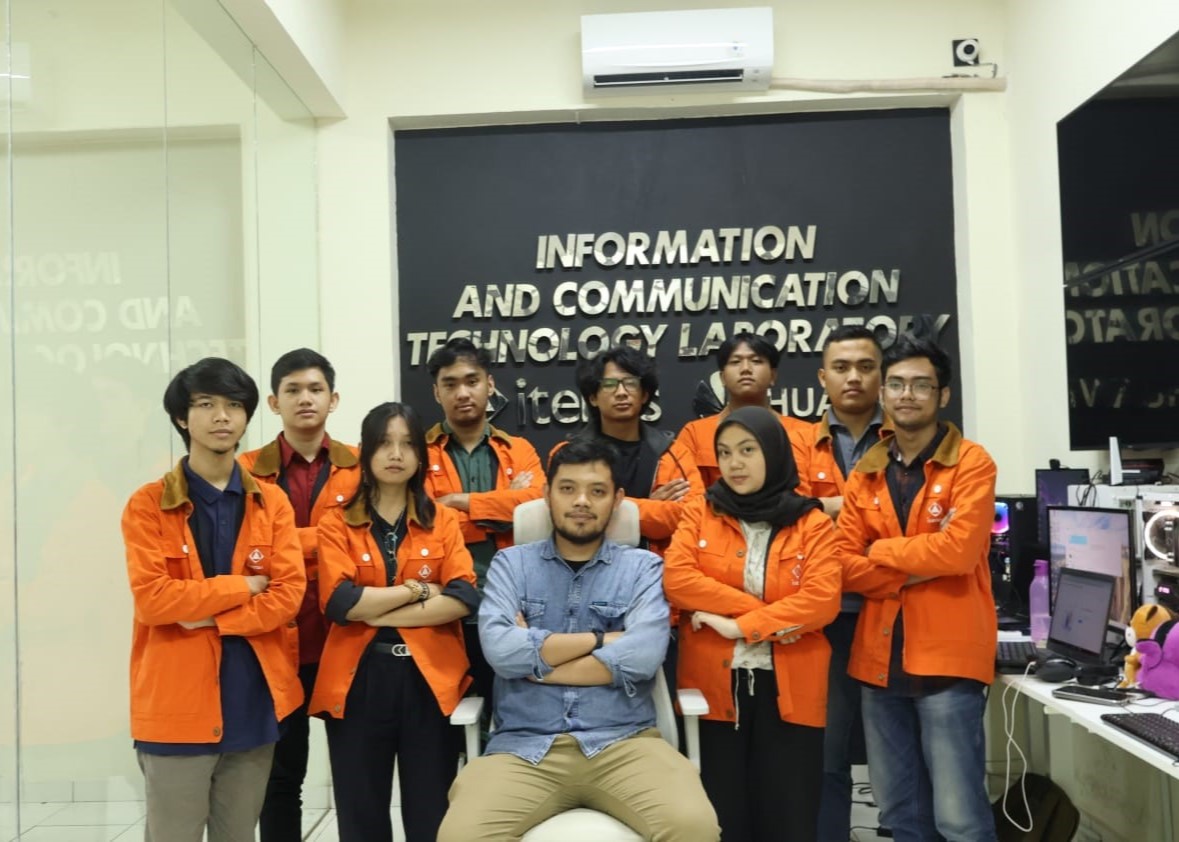 INFORMATION
AND COMMUNICATION
TECHNOLOGY LABORATORY